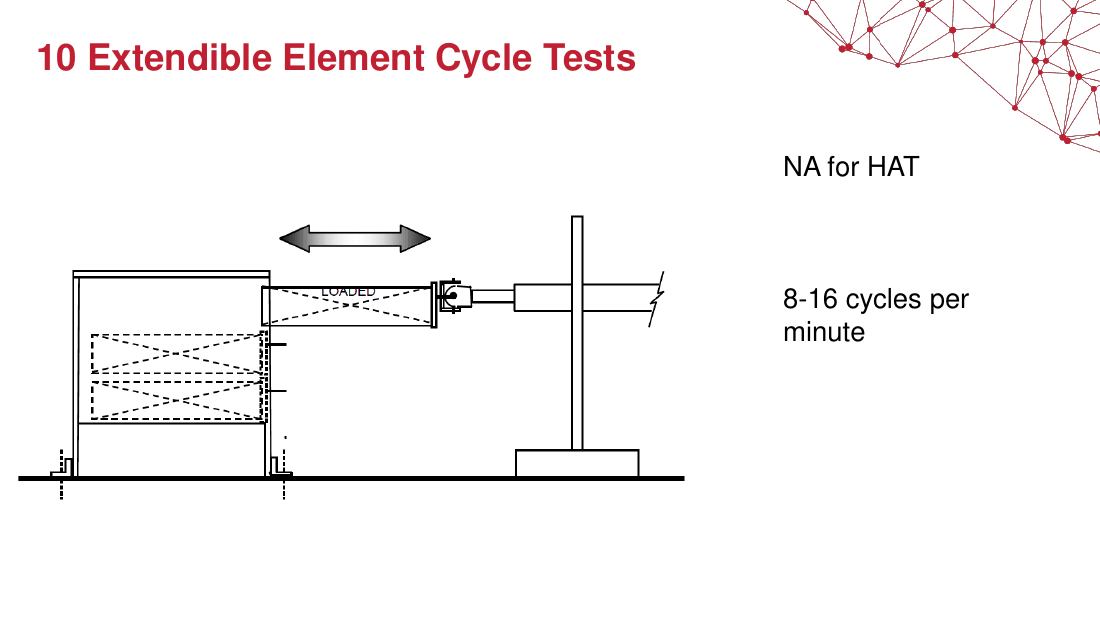 10 Extendible Element Cycle Tests
NA for HAT
LOADED
8-16 cycles per
minute